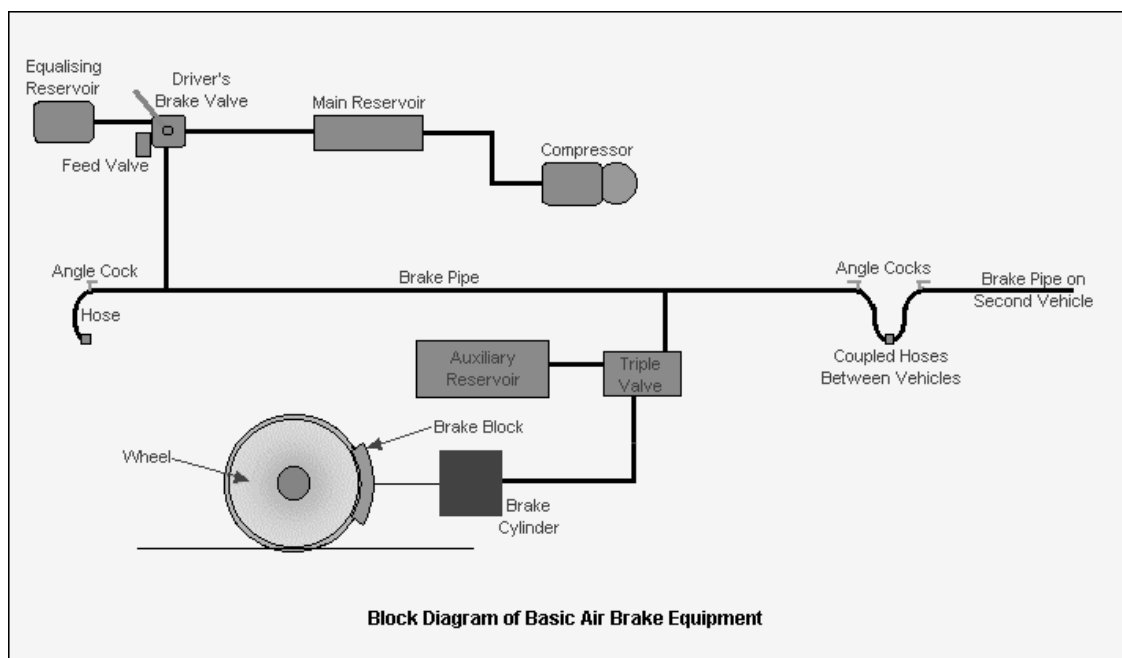 Equalising
Reservoir
Driver's
Brake Valve
Main Reservoir
Compressor
Feed Valve
Angle Cock
Brake Pipe
Angle Cocks
Brake Pipe on
Second Vehicle
Hose
Auxiliary
Reservoir
Triple
Valve
Coupled Hoses
Between Vehicles
Brake Block
Wheel
Brake
Cylinder
Block Diagram of Basic Air Brake Equipment